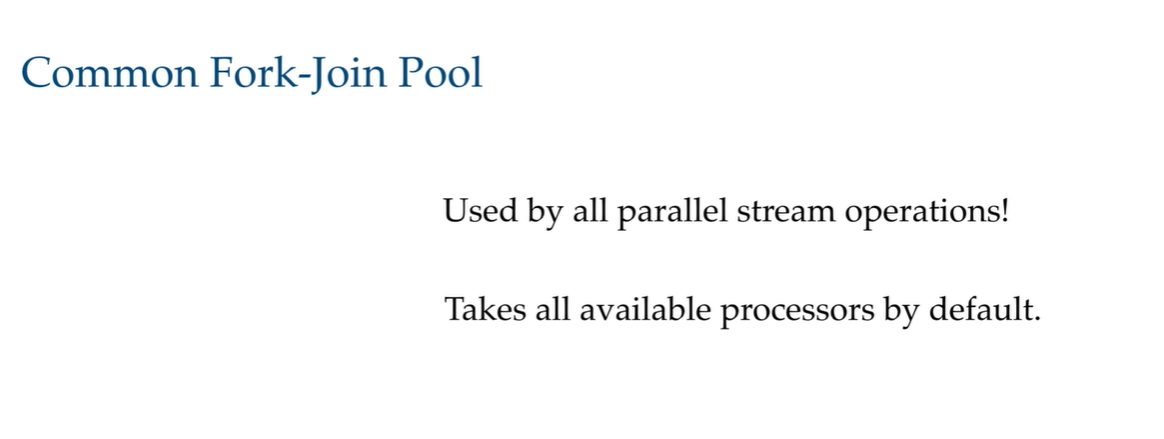 Common Fork-Join Pool
Used by all parallel stream operations!
Takes all available processors by default.